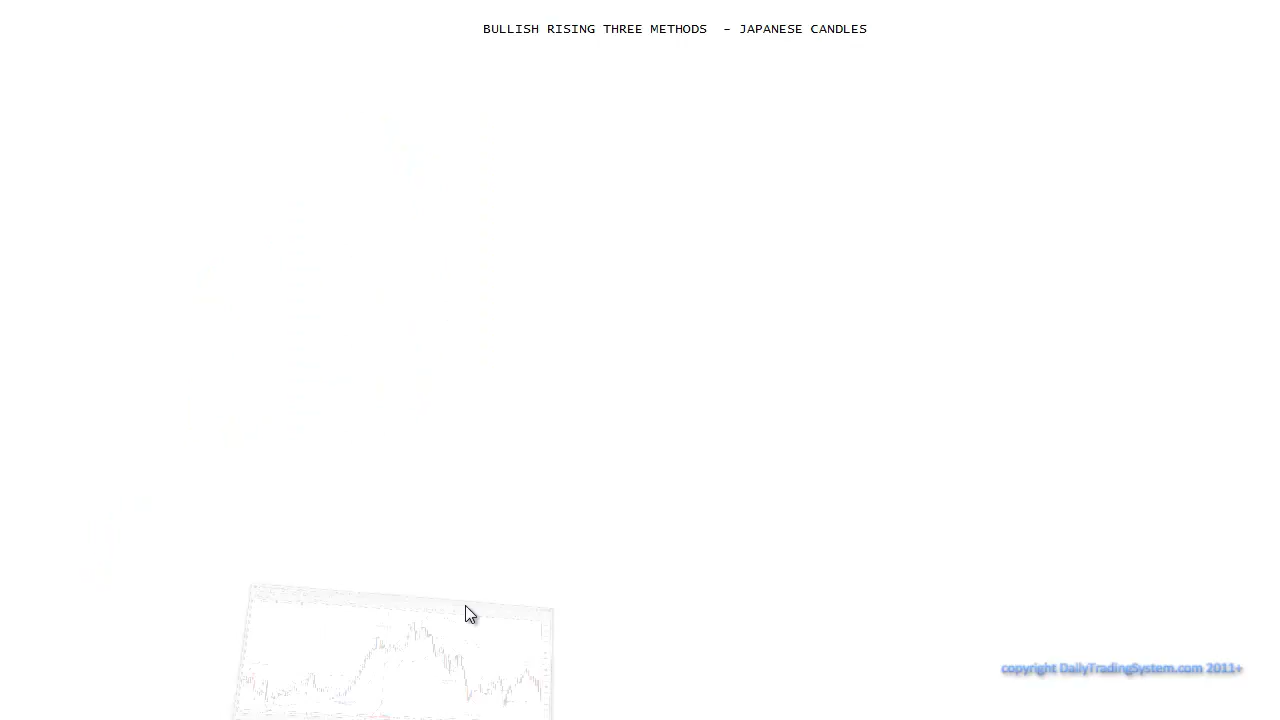 BULLISH RISING THREE METHODS  – JAPANESE CANDLES
copyright DailyTradingSystem.com 2011+